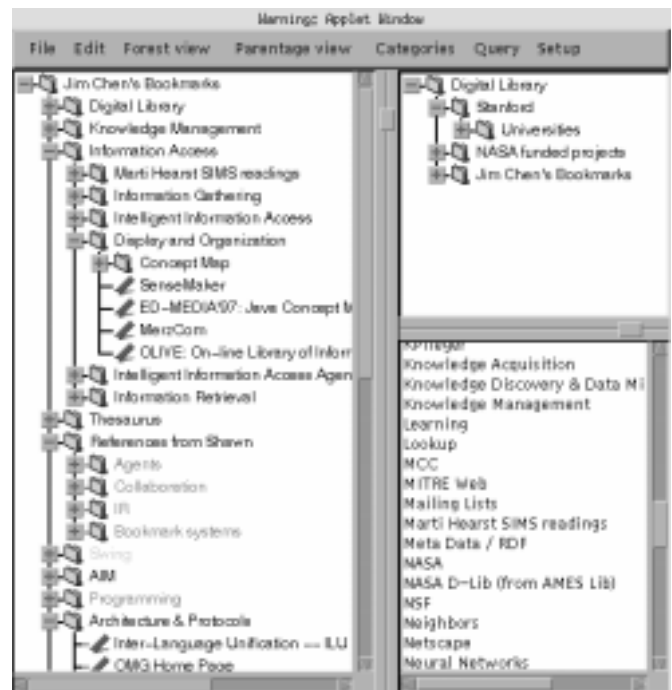 Warning: Applet Window
File Edit Forest view Parentage view Categories Query Setup
Jim Chen's Bookmarks
Digital Library
Knowledge Management
Information Access
Marti Hearst SIMS readings
Information Gathering
Intelligent Information Access
Display and Organization
Concept Map
SenseMaker
ED-MEDIA'97: Java Concept M
MerzCom
OLIVE: On-line Library of Inform
Intelligent Information Access Agen
Information Retrieval
Thesaurus
References from Shawn
Agents
Collaboration
IR
Bookmark systems
Swing
AIM
Programming
Architecture & Protocols
Inter-Language Unification --- ILU
OMG Home Page
Digital Library
Stanford
Universities
NASA funded projects
Jim Chen's Bookmarks
Knowledge Acquisition
Knowledge Discovery & Data Mi
Knowledge Management
Learning
Lookup
MCC
MITRE Web
Mailing Lists
Marti Hearst SIMS readings
Meta Data / RDF
NASA
NASA D-Lib (from AMES Lib)
NSF
Neighbors
Netscape
Neural Networks